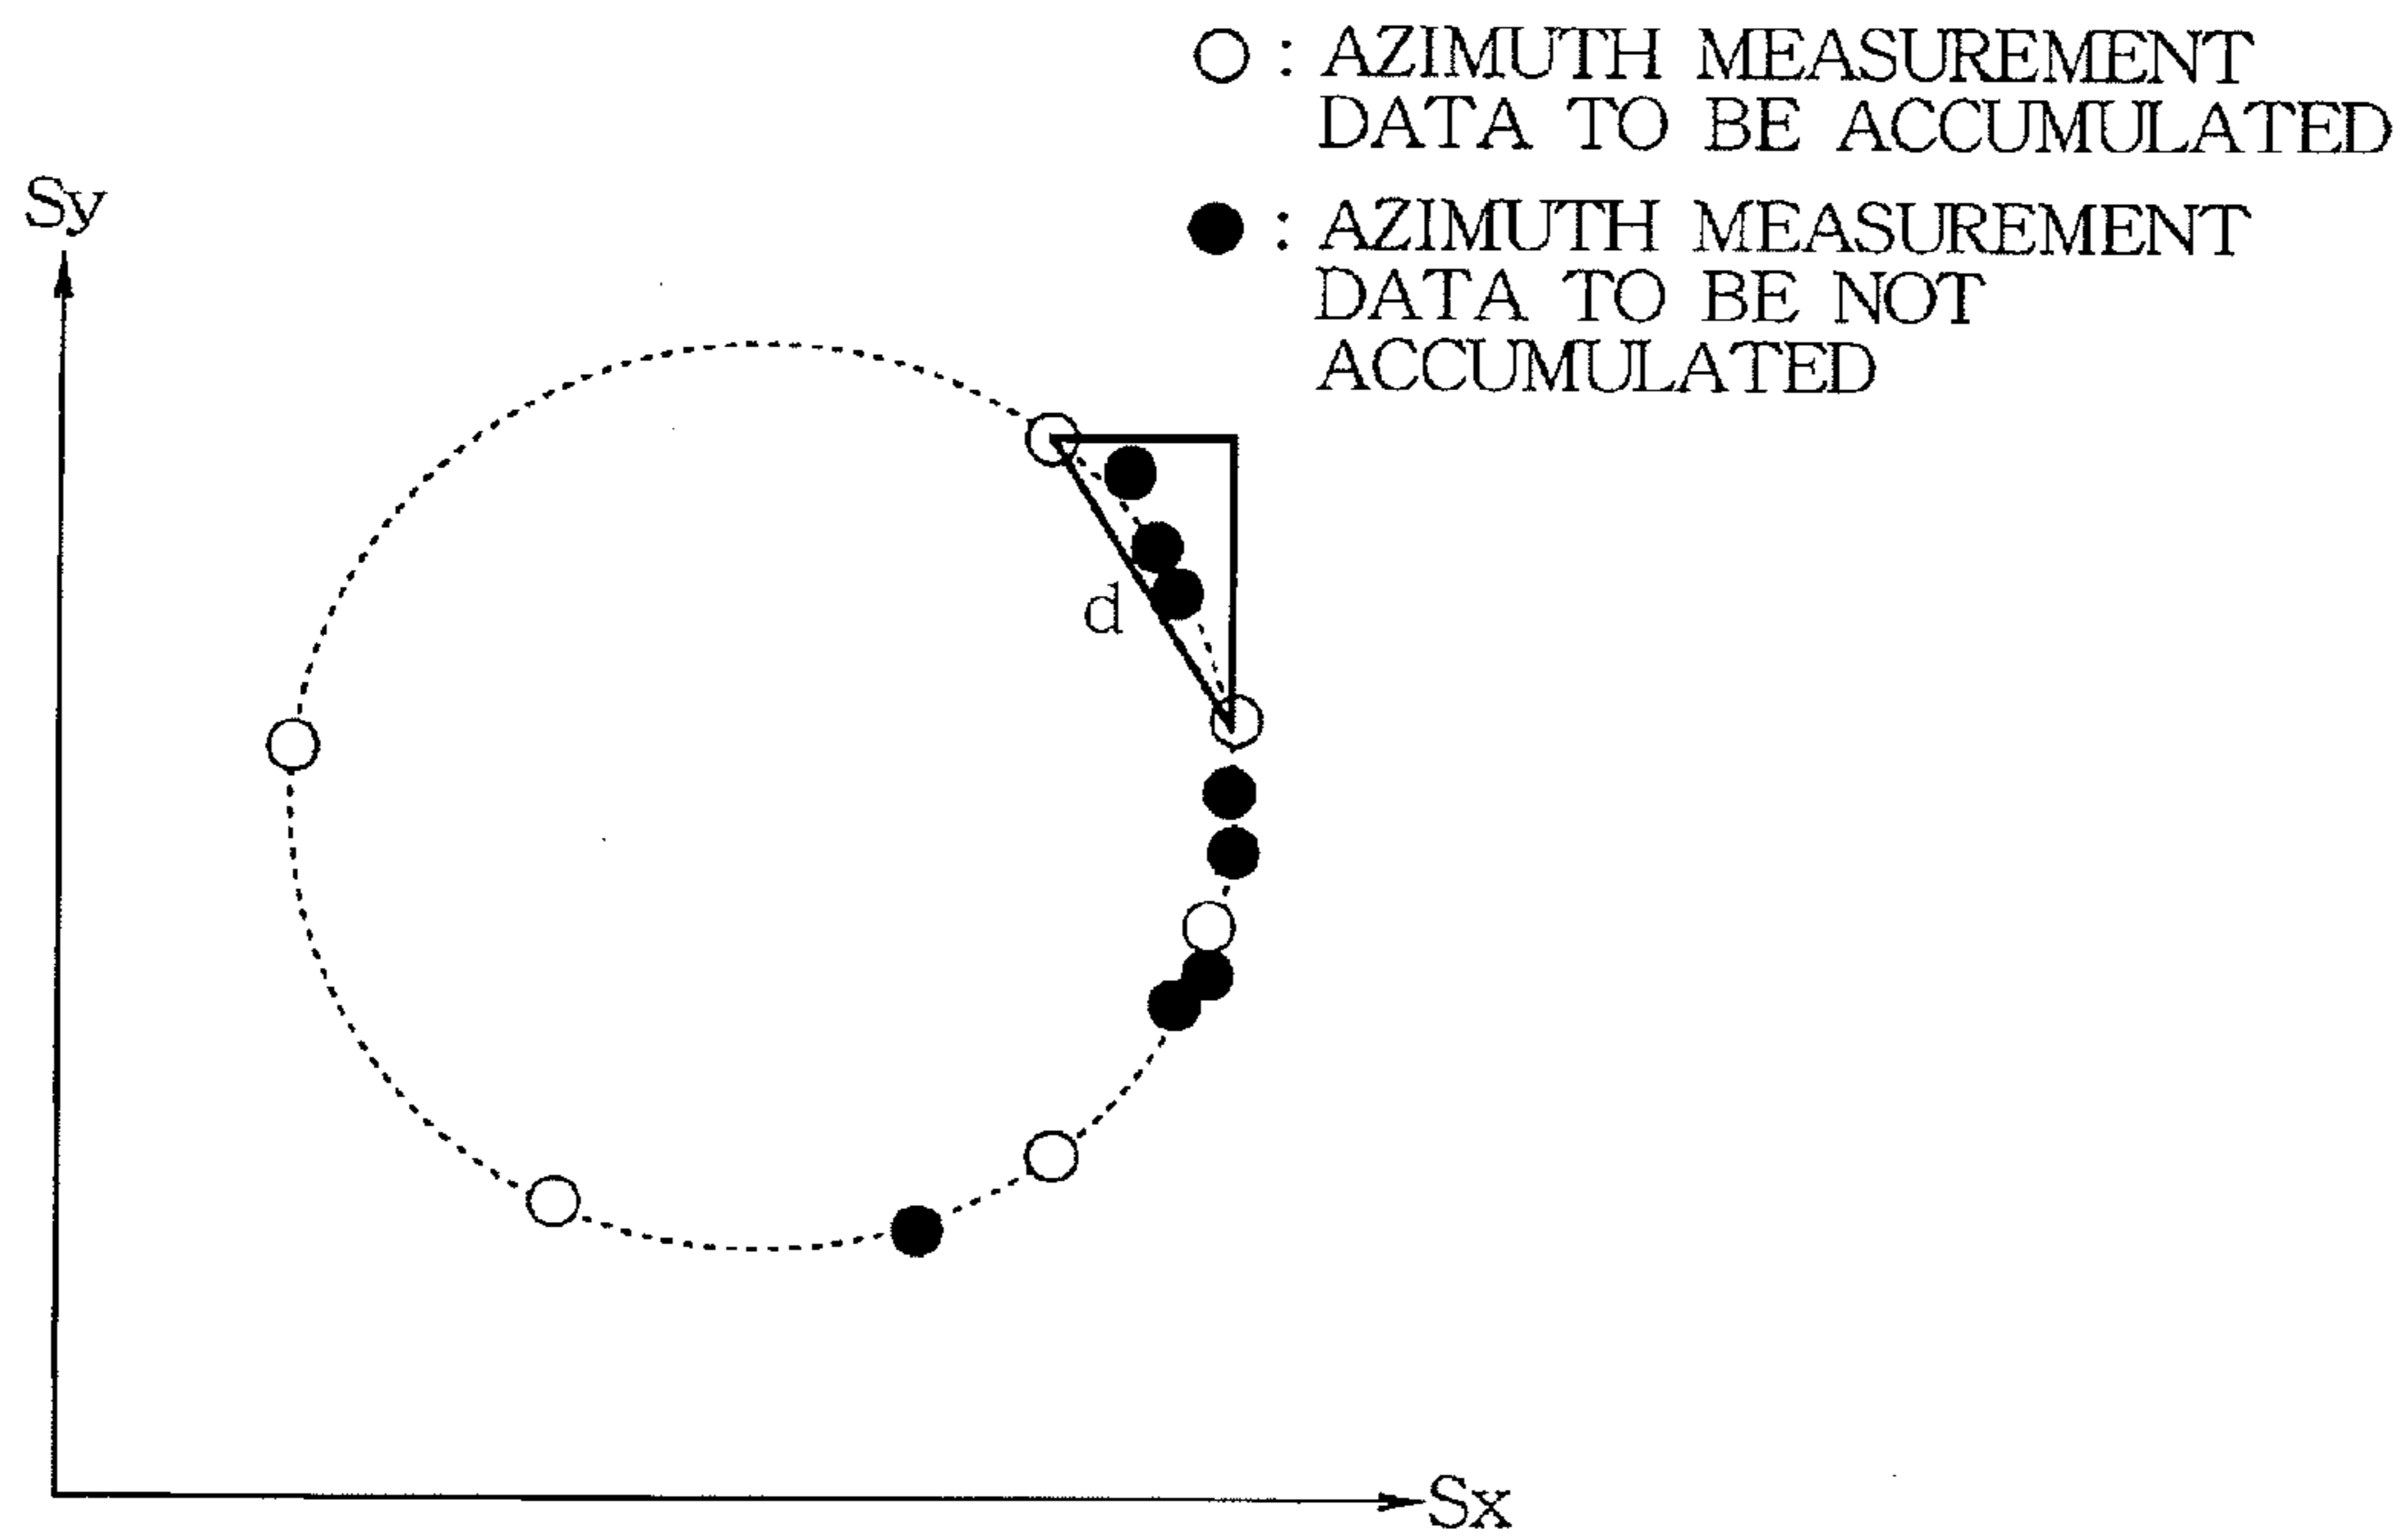 ○ : AZIMUTH MEASUREMENT
DATA TO BE ACCUMULATED
● : AZIMUTH MEASUREMENT
DATA TO BE NOT
ACCUMULATED
Sy
d
Sx